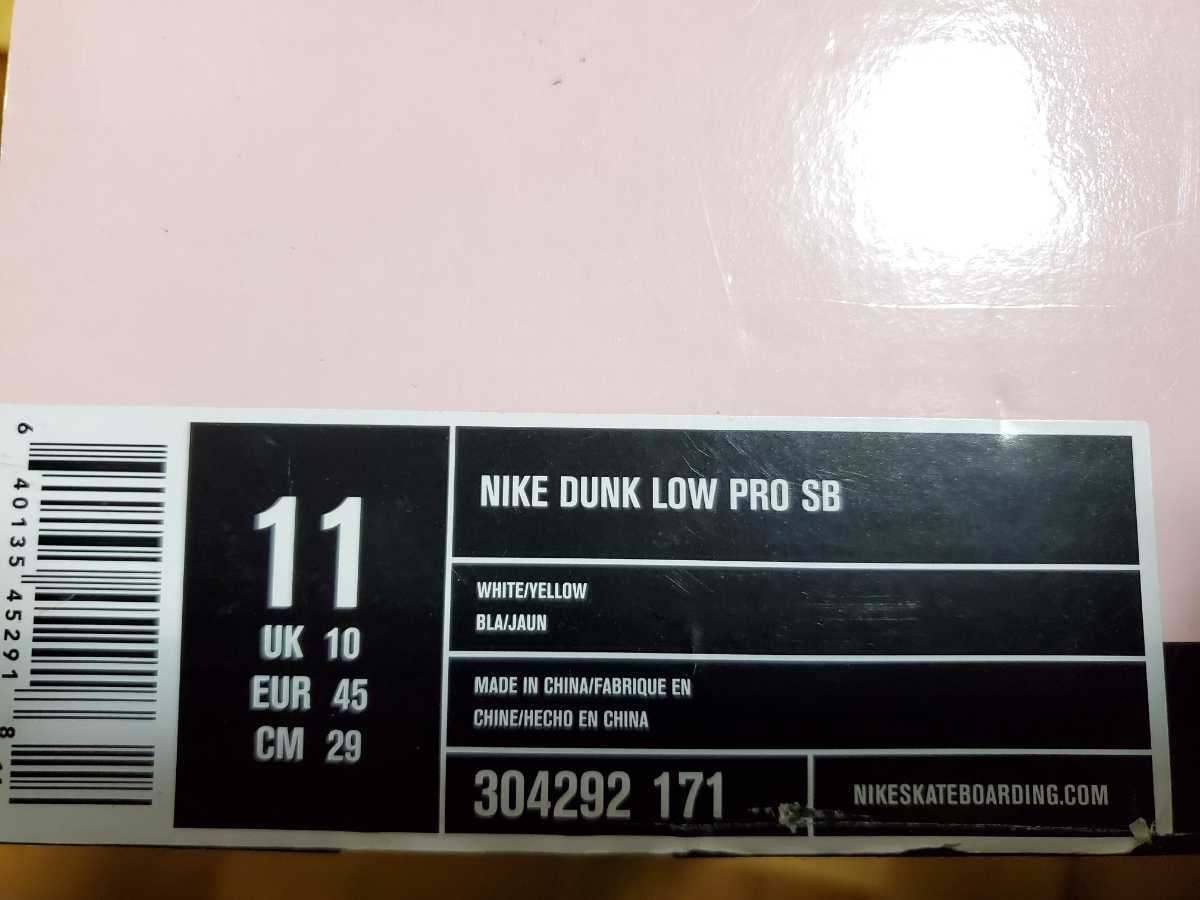 6 40135 45291 8
11
UK 10
EUR 45
CM 29
NIKE DUNK LOW PRO SB
WHITE/YELLOW
BLA/JAUN
MADE IN CHINA/FABRIQUE EN
CHINE/HECHO EN CHINA
304292 171
NIKESKATEBOARDING.COM